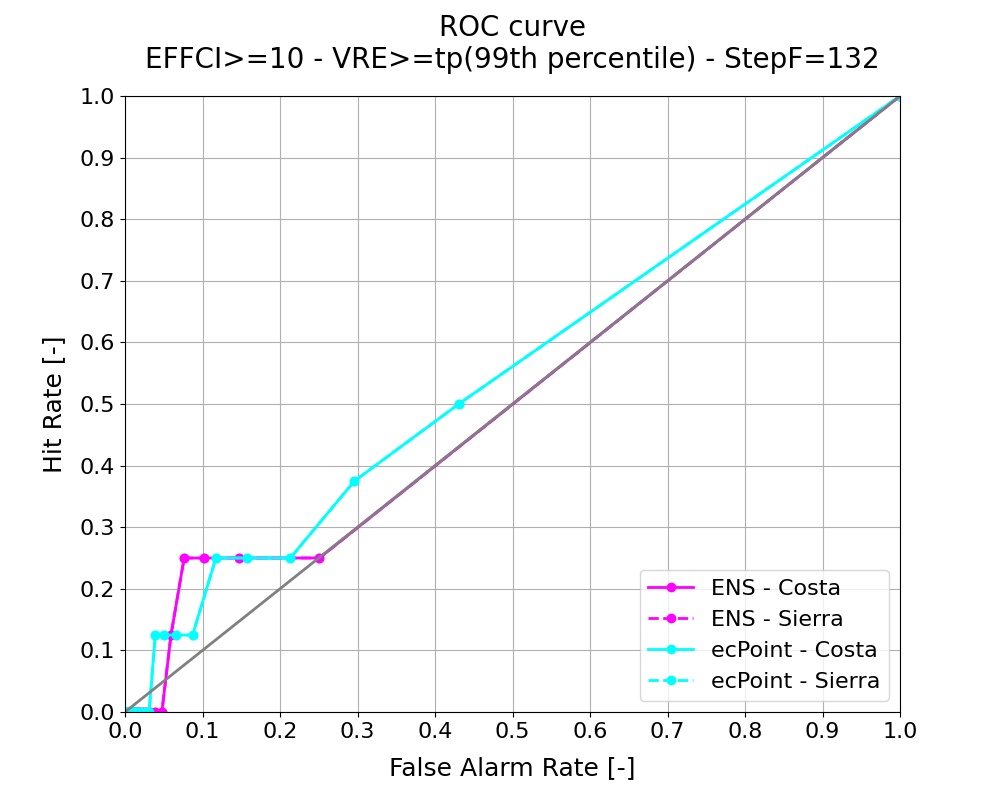 ROC curve
EFFCI>=10 - VRE>=tp(99th percentile) - StepF=132
1.0
0.9
0.8
0.7
0.6
0.5
0.4
0.3
0.2
0.1
0.0
Hit Rate [-]
ENS - Costa
ENS - Sierra
ecPoint - Costa
ecPoint - Sierra
0.0 0.1 0.2 0.3 0.4 0.5 0.6 0.7 0.8 0.9 1.0
False Alarm Rate [-]